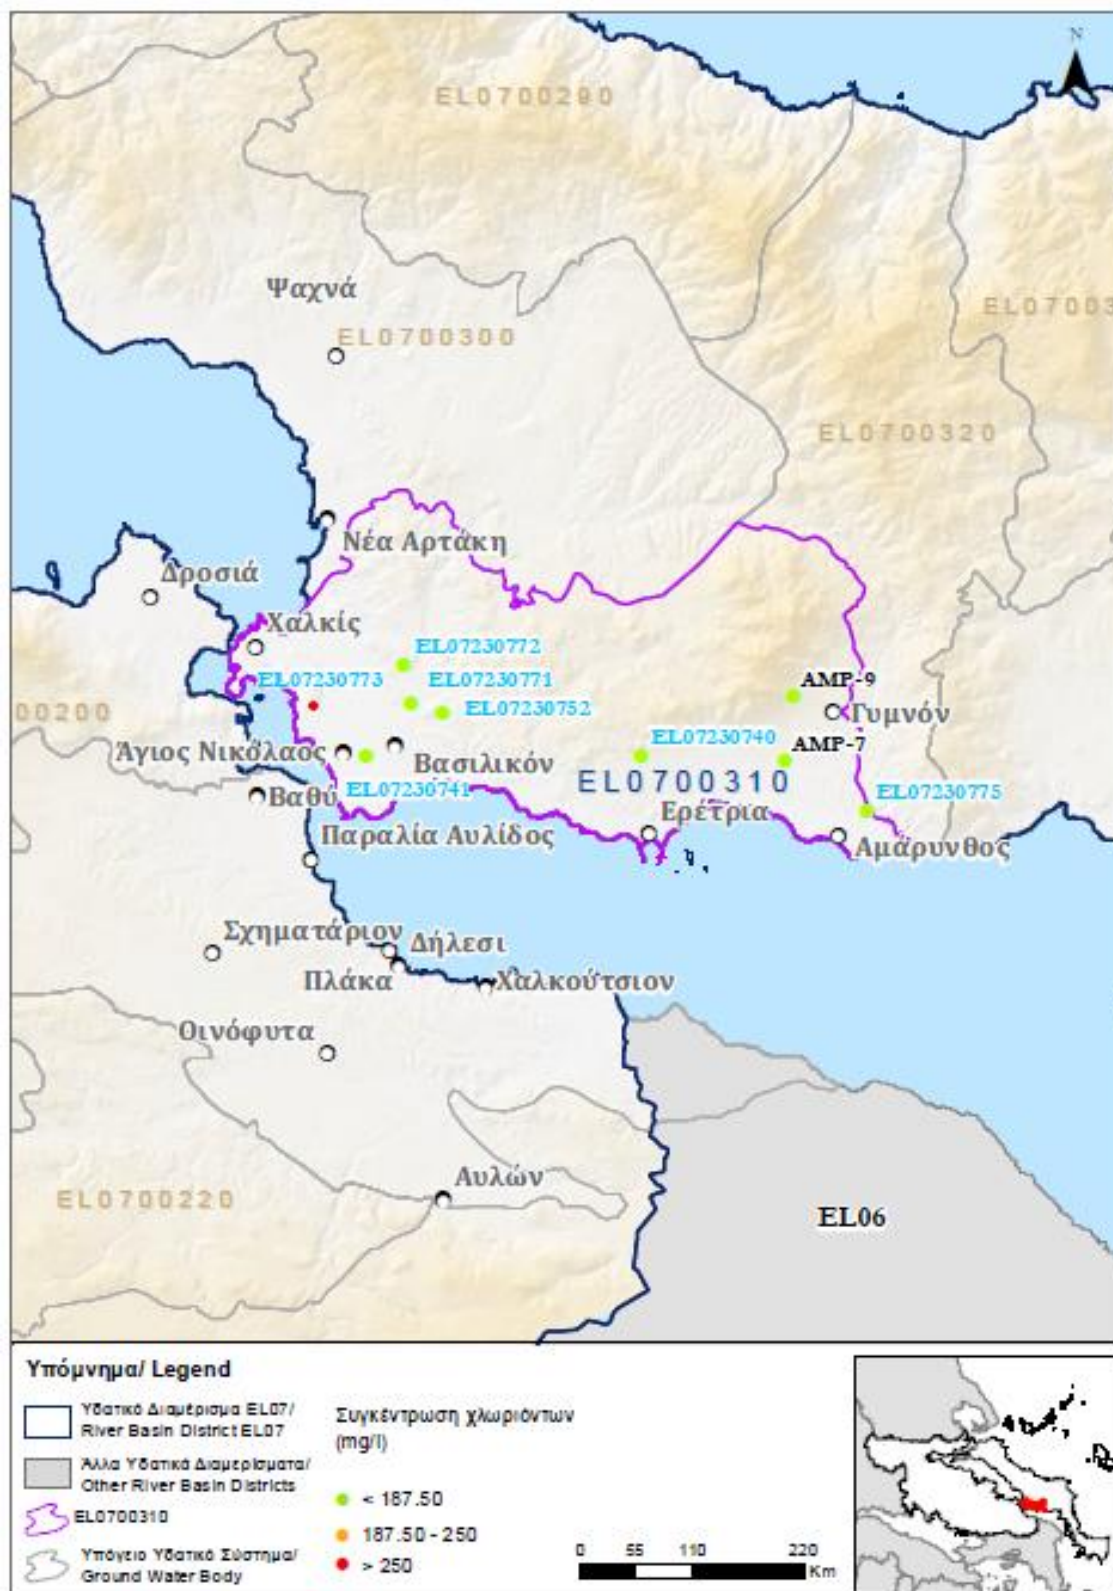 N
EL0700290
Ψαχνά
EL0700300
EL07003
EL0700320
Νέα Αρτάκη
Δροσιά
Χαλκίς
EL07230772
EL07230773
EL07230771
EL07230752
AMP-9
Γυμνόν
00200
Άγιος Νικόλαος
Βασιλικόν
EL07230740
AMP-7
EL0700310
EL07230741
EL07230775
Βαθύ
Ερέτρια
Παραλία Αυλίδος
Αμάρυνθος
Σχηματάριον
Δήλεσι
Πλάκα
Χαλκούτσιον
Οινόφυτα
Αυλών
EL0700220
EL06
Υπόμνημα/ Legend
Υδατικό Διαμέρισμα EL07/
River Basin District EL07
Άλλα Υδατικά Διαμερίσματα/
Other River Basin Districts
EL0700310
Υπόγειο Υδατικό Σύστημα/
Ground Water Body
Συγκέντρωση χλωριόντων
(mg/l)
< 187.50
187.50 - 250
> 250
0 55 110 220
Km